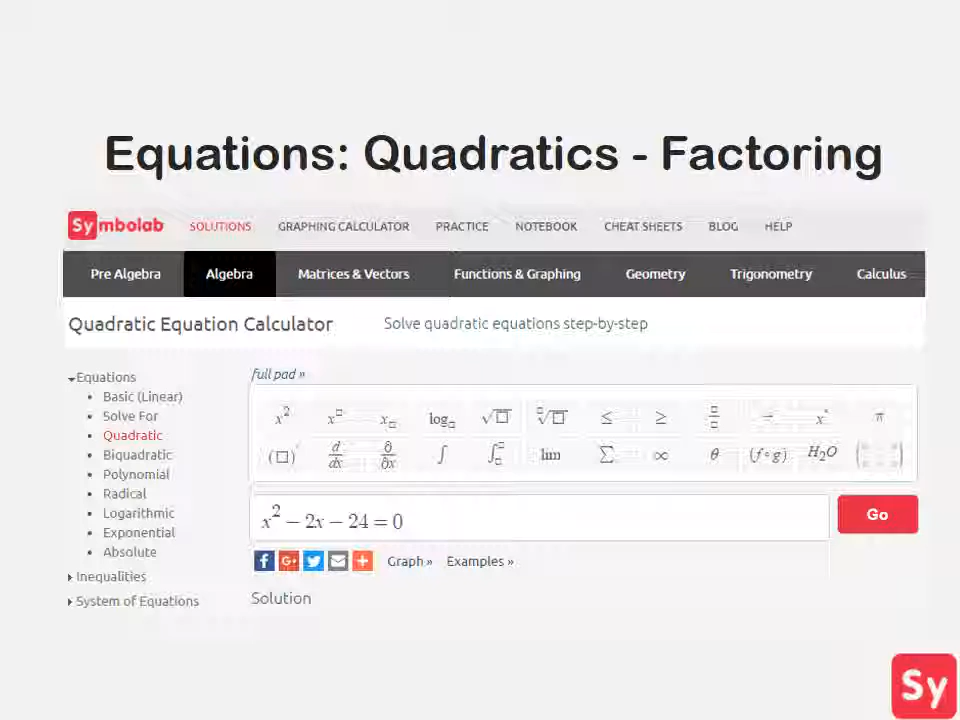 Equations: Quadratics - Factoring
Symbolab SOLUTIONS GRAPHING CALCULATOR PRACTICE NOTEBOOK CHEAT SHEETS BLOG HELP
Pre Algebra Algebra Matrices & Vectors Functions & Graphing Geometry Trigonometry Calculus
Quadratic Equation Calculator Solve quadratic equations step-by-step
full pad »
Equations
Basic (Linear)
Solve For
Quadratic
Biquadratic
Polynomial
Radical
Logarithmic
Exponential
Absolute
Inequalities
System of Equations
x² x□ x□ log□ √□ □√□ ≤ ≥ □/□ x° π
(□)' d/dx ∂/∂x ∫ ∫□□ lim ∑ ∞ θ (f∘g) H₂O
x² − 2x − 24 = 0 Go
f G+ Graph » Examples »
Solution
Sy